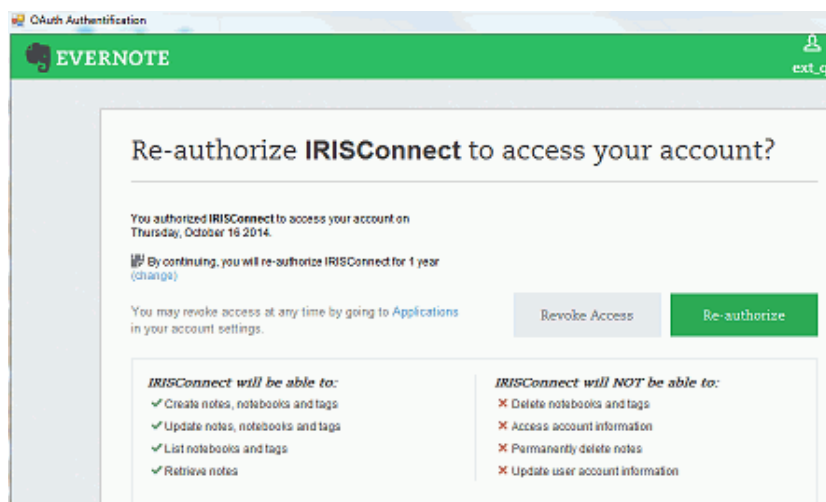 OAuth Authentification
EVERNOTE
Re-authorize IRISConnect to access your account?
You authorized IRISConnect to access your account on
Thursday, October 16 2014.
By continuing, you will re-authorize IRISConnect for 1 year
(change)
You may revoke access at any time by going to Applications
in your account settings.
Revoke Access
Re-authorize
IRISConnect will be able to:
Create notes, notebooks and tags
Update notes, notebooks and tags
List notebooks and tags
Retrieve notes
IRISConnect will NOT be able to:
Delete notebooks and tags
Access account information
Permanently delete notes
Update user account information